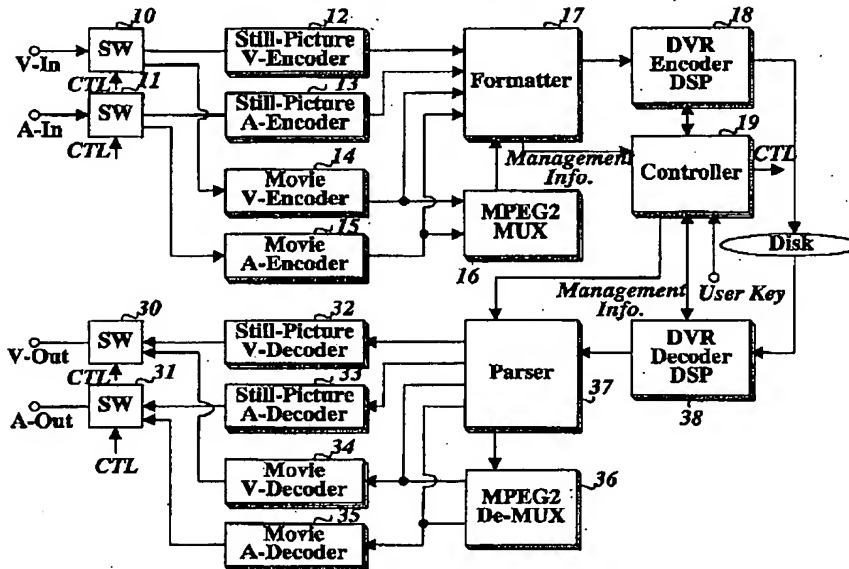 10
12
17
18
V-In
SW
Still-Picture
V-Encoder
Formatter
DVR
Encoder
DSP
CTL
11
13
A-In
SW
Still-Picture
A-Encoder
19
CTL
14
Management
Info.
Controller
CTL
Movie
V-Encoder
MPEG2
MUX
15
Movie
A-Encoder
16
Disk
Management
Info.
User Key
30
32
V-Out
SW
Still-Picture
V-Decoder
Parser
DVR
Decoder
DSP
CTL
31
33
37
38
A-Out
SW
Still-Picture
A-Decoder
CTL
34
36
Movie
V-Decoder
MPEG2
De-MUX
35
Movie
A-Decoder